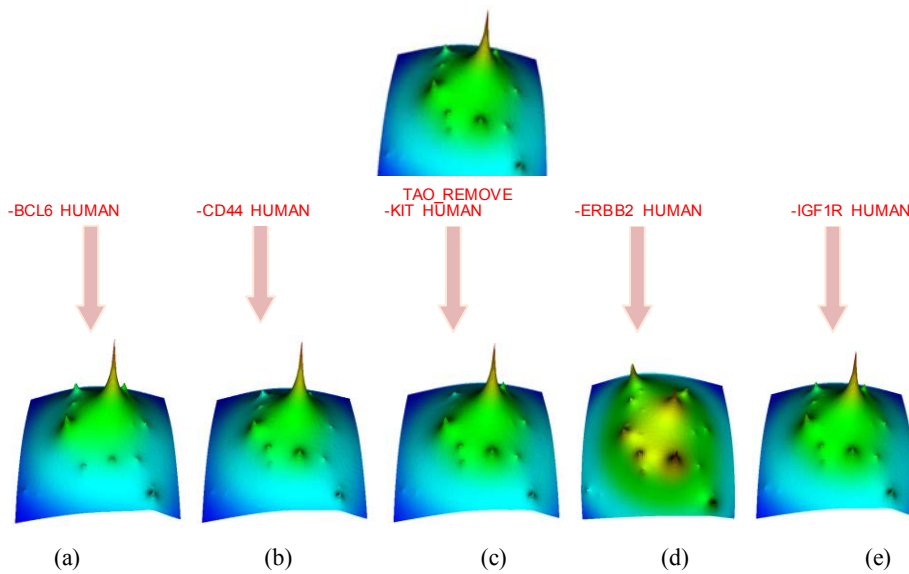 TAO_REMOVE
-BCL6 HUMAN
-CD44 HUMAN
-KIT HUMAN
-ERBB2 HUMAN
-IGF1R HUMAN
(a)
(b)
(c)
(d)
(e)